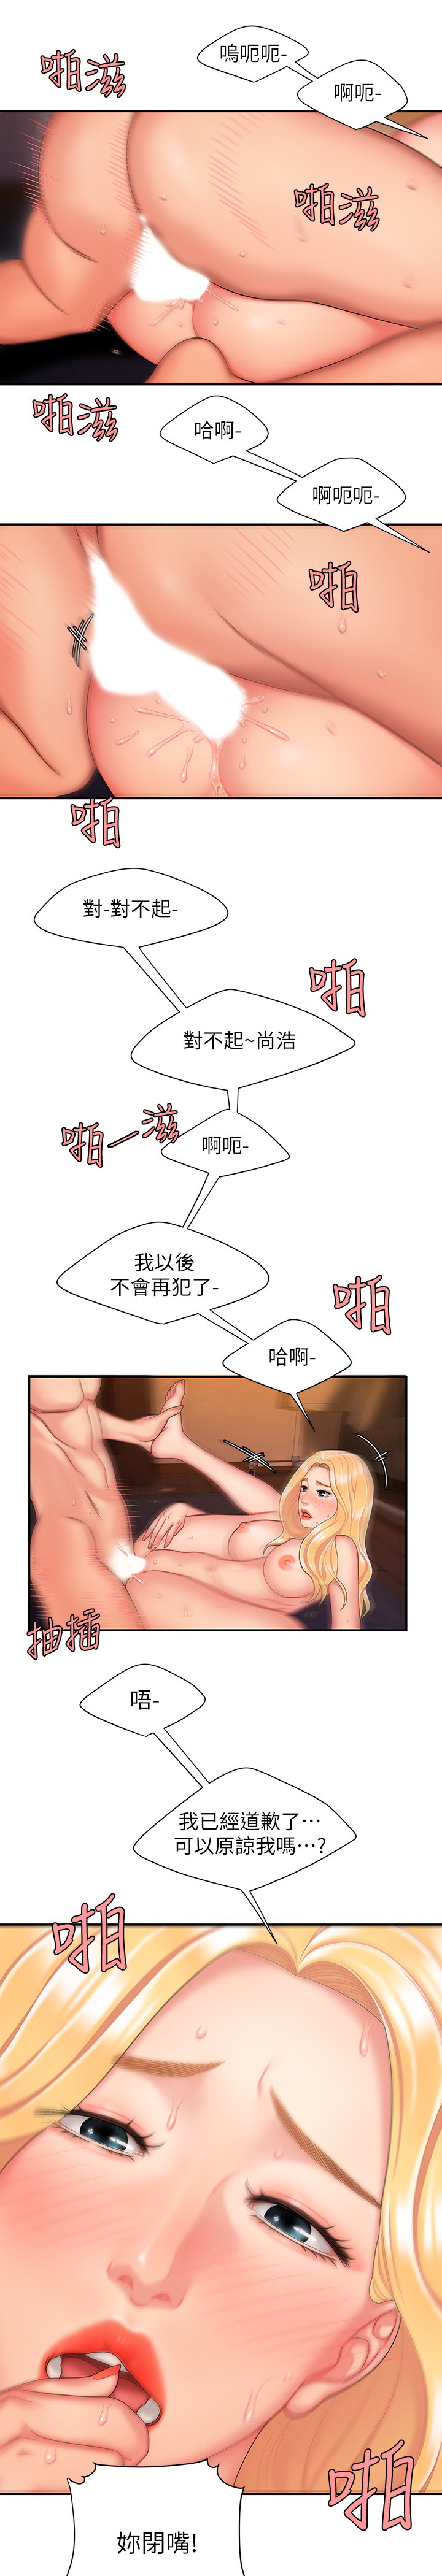 嗚呃呃-
啪滋
啊呃-
啪滋
啪滋
哈啊-
啊呃呃-
啪
啪
對-對不起-
啪
對不起~尚浩
啪一滋
啊呃-
我以後
不會再犯了-
啪
哈啊-
抽插
唔-
我已經道歉了⋯
可以原諒我嗎⋯?
啪
啪
妳閉嘴!